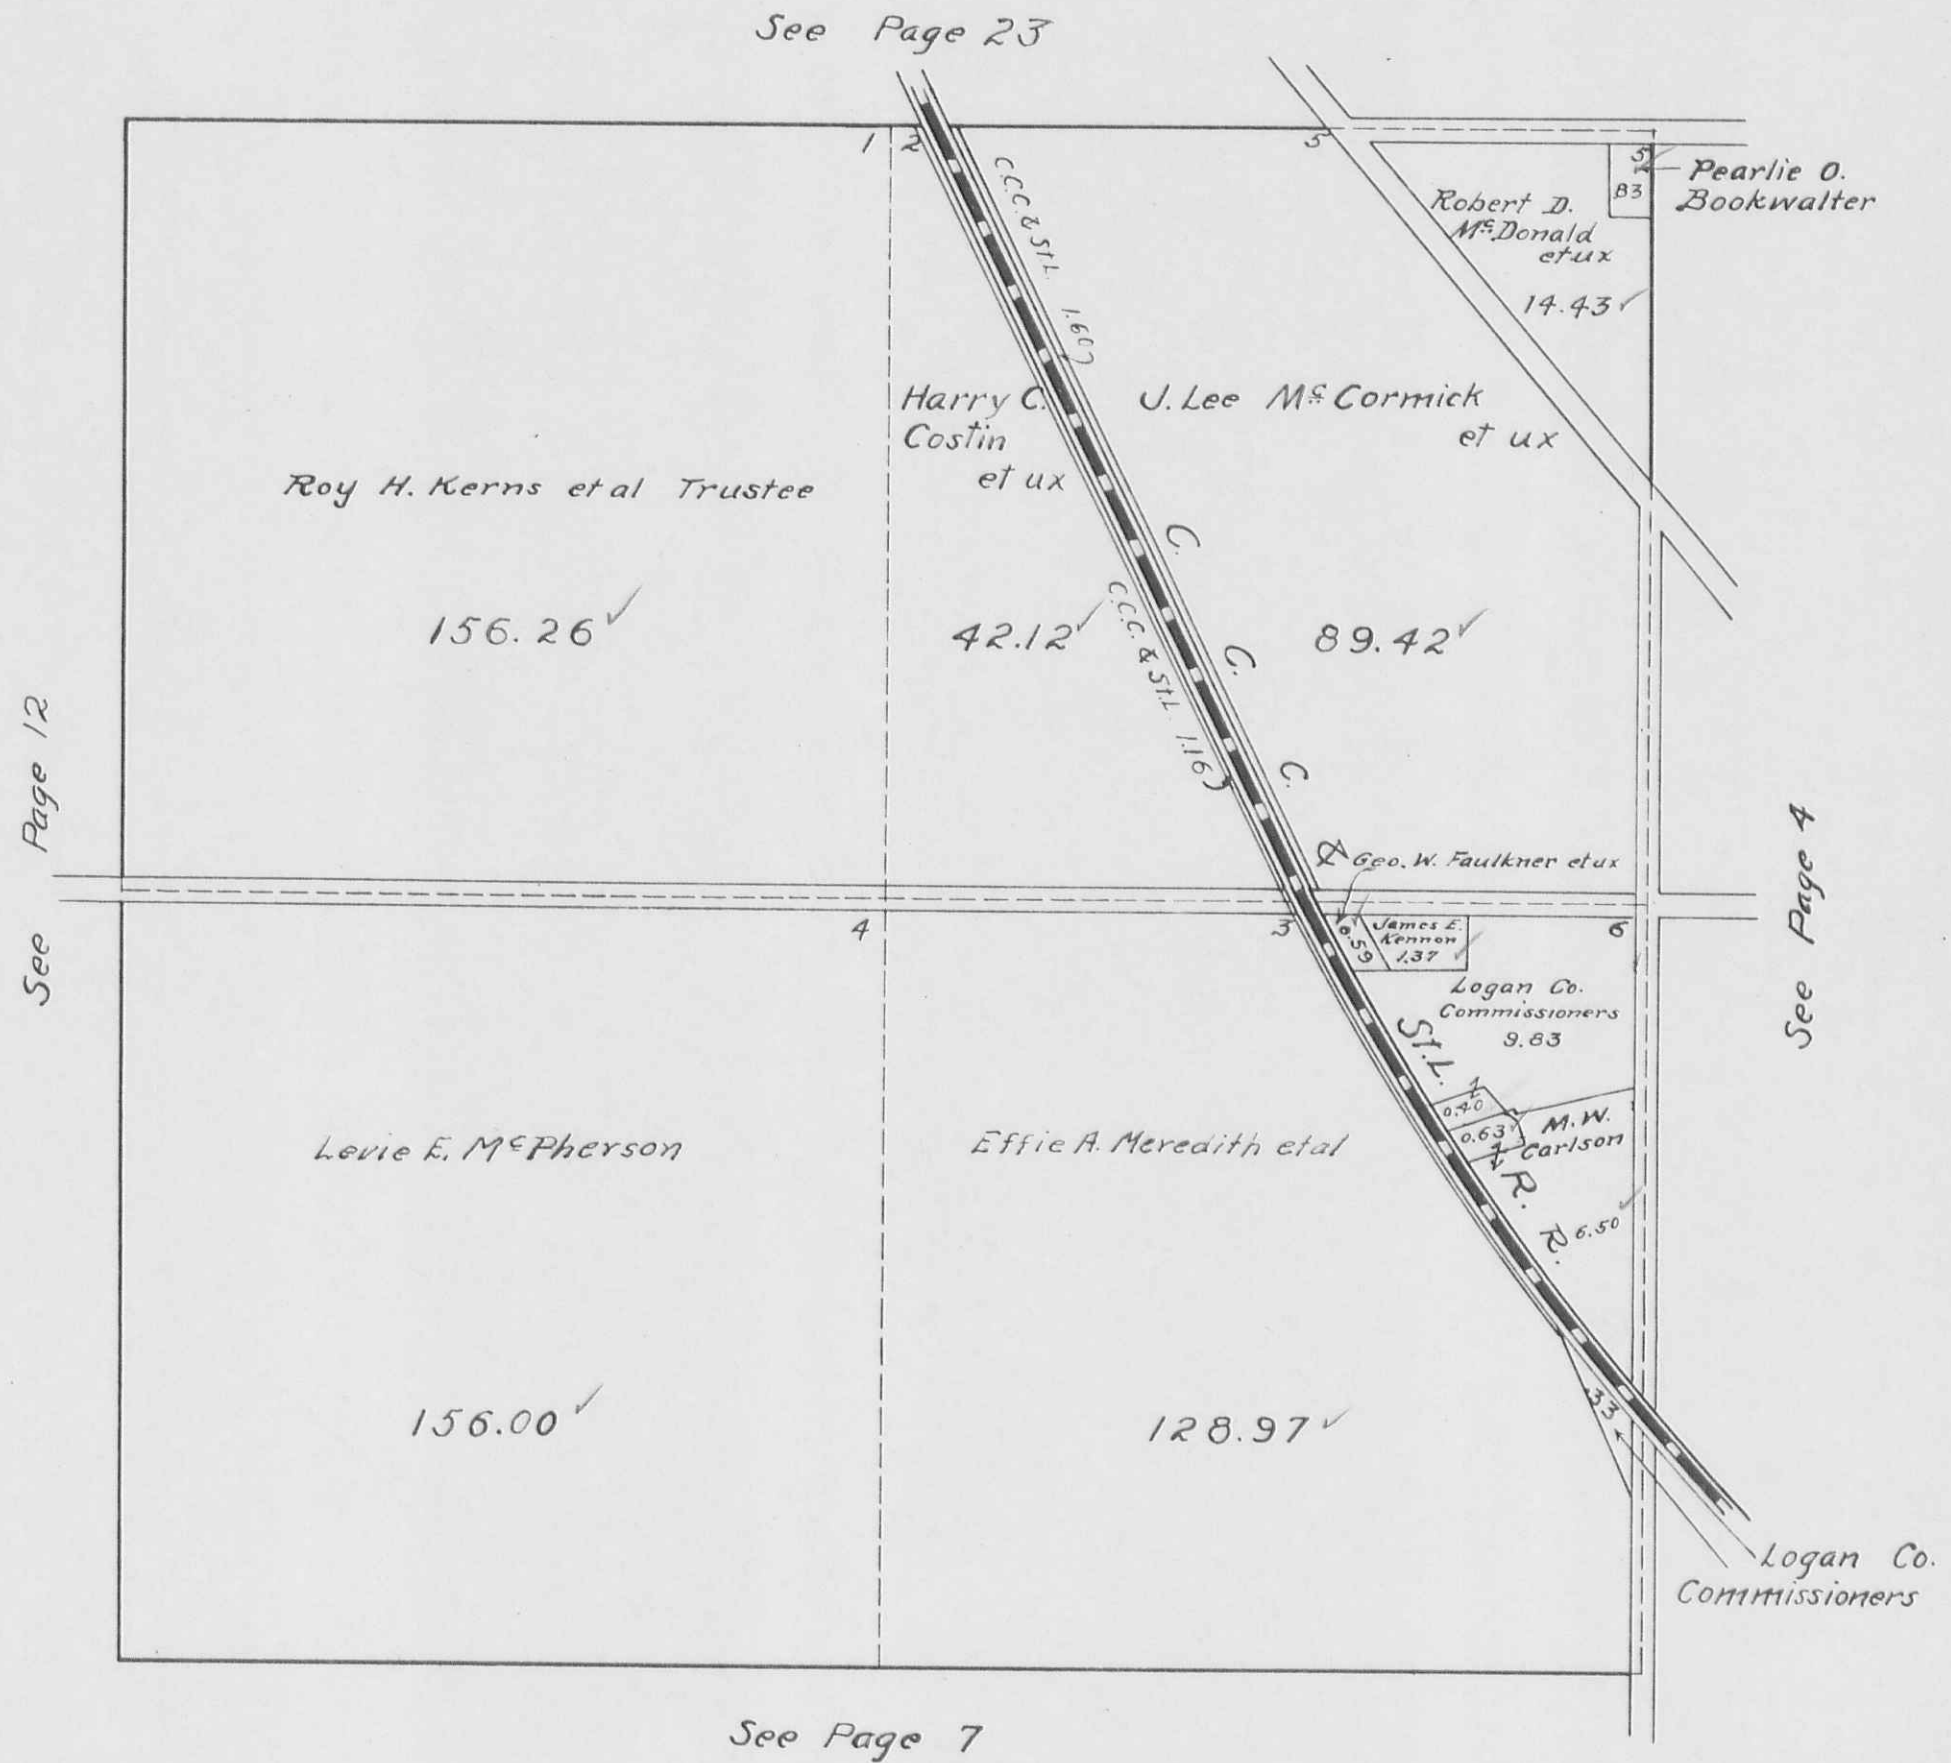 See Page 23
1 2
5
5
83
Pearlie O.
Bookwalter
Robert D.
McDonald
et ux
14.43
C.C.C. & St.L. 1.60
Harry C.
Costin
et ux
42.12
J. Lee McCormick
et ux
89.42
Roy H. Kerns et al Trustee
156.26
C.C.C. & St.L. 1.16
C. C. C. & St.L. R. R.
See Page 12
See Page 4
Geo. W. Faulkner et ux
4
3
6
0.59
James E.
Kennon
1.37
Logan Co.
Commissioners
9.83
0.40
0.63
M.W.
Carlson
6.50
Levie E. McPherson
156.00
Effie A. Meredith et al
128.97
.33
Logan Co.
Commissioners
See Page 7